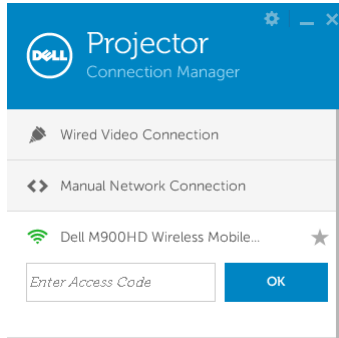 DELL
Projector
Connection Manager
Wired Video Connection
Manual Network Connection
Dell M900HD Wireless Mobile...
Enter Access Code
OK